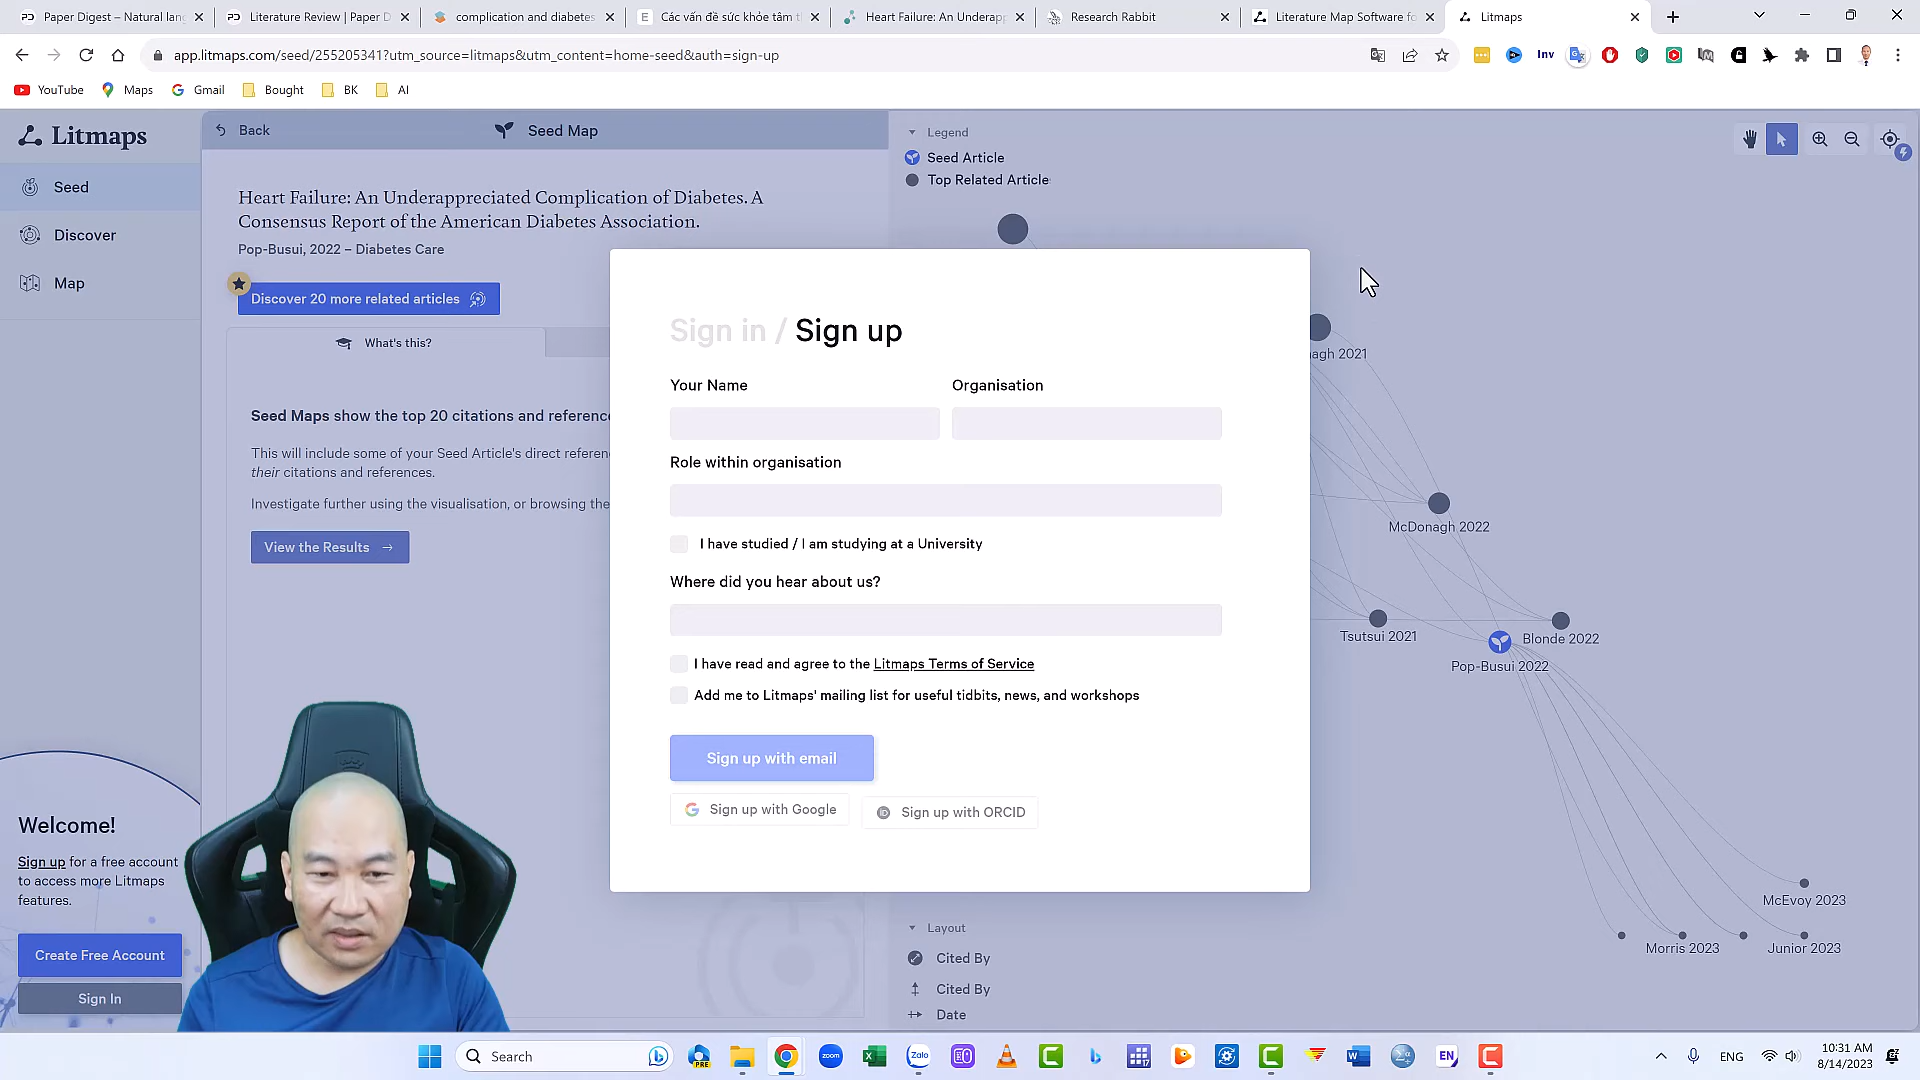 Paper Digest – Natural lan
Literature Review | Paper D
complication and diabetes
Các vấn đề sức khỏe tâm t
Heart Failure: An Underapp
Research Rabbit
Literature Map Software fo
Litmaps
app.litmaps.com/seed/255205341?utm_source=litmaps&utm_content=home-seed&auth=sign-up
Inv
YouTube
Maps
Gmail
Bought
BK
AI
Litmaps
Back
Seed Map
Legend
Seed Article
Top Related Article
Seed
Discover
Map
Heart Failure: An Underappreciated Complication of Diabetes. A
Consensus Report of the American Diabetes Association.
Pop-Busui, 2022 – Diabetes Care
Discover 20 more related articles
What's this?
Seed Maps show the top 20 citations and reference
This will include some of your Seed Article's direct referen
their citations and references.
Investigate further using the visualisation, or browsing the
View the Results
Sign in / Sign up
Your Name
Organisation
Role within organisation
I have studied / I am studying at a University
Where did you hear about us?
I have read and agree to the Litmaps Terms of Service
Add me to Litmaps' mailing list for useful tidbits, news, and workshops
Sign up with email
Sign up with Google
Sign up with ORCID
agh 2021
McDonagh 2022
Tsutsui 2021
Blonde 2022
Pop-Busui 2022
McEvoy 2023
Morris 2023
Junior 2023
Welcome!
Sign up for a free account
to access more Litmaps
features.
Create Free Account
Sign In
Layout
Cited By
Cited By
Date
Search
PRE
zoom
Zalo
17
EN
ENG
10:31 AM
8/14/2023